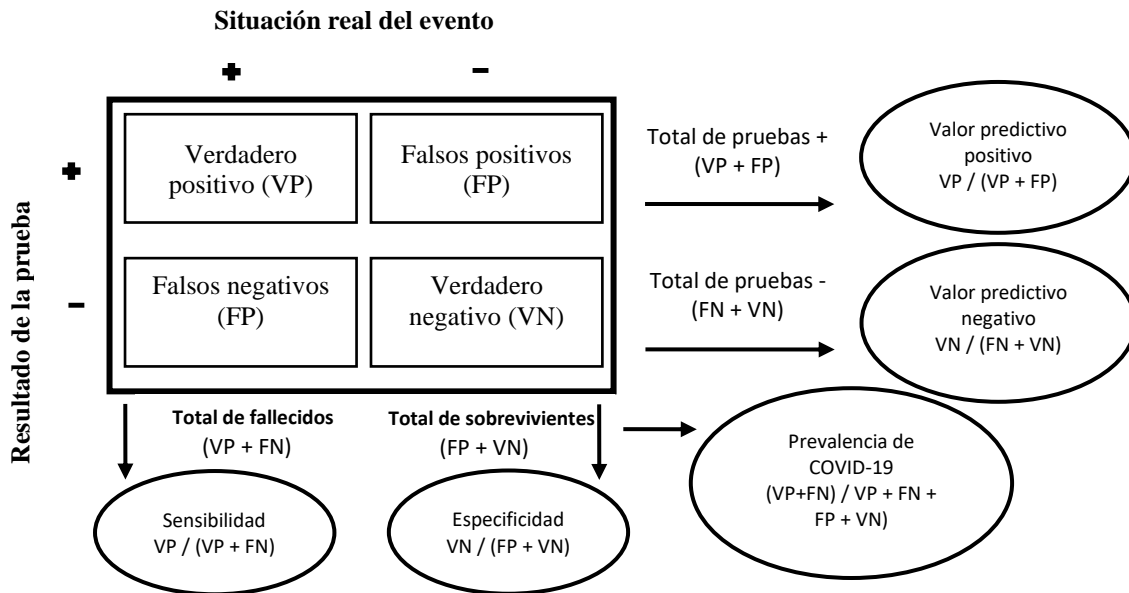 Situación real del evento
+
-
Resultado de la prueba
+
-
Verdadero
positivo (VP)
Falsos positivos
(FP)
Falsos negativos
(FP)
Verdadero
negativo (VN)
Total de pruebas +
(VP + FP)
Valor predictivo
positivo
VP / (VP + FP)
Total de pruebas -
(FN + VN)
Valor predictivo
negativo
VN / (FN + VN)
Total de fallecidos
(VP + FN)
Total de sobrevivientes
(FP + VN)
Prevalencia de
COVID-19
(VP+FN) / VP + FN +
FP + VN)
Sensibilidad
VP / (VP + FN)
Especificidad
VN / (FP + VN)